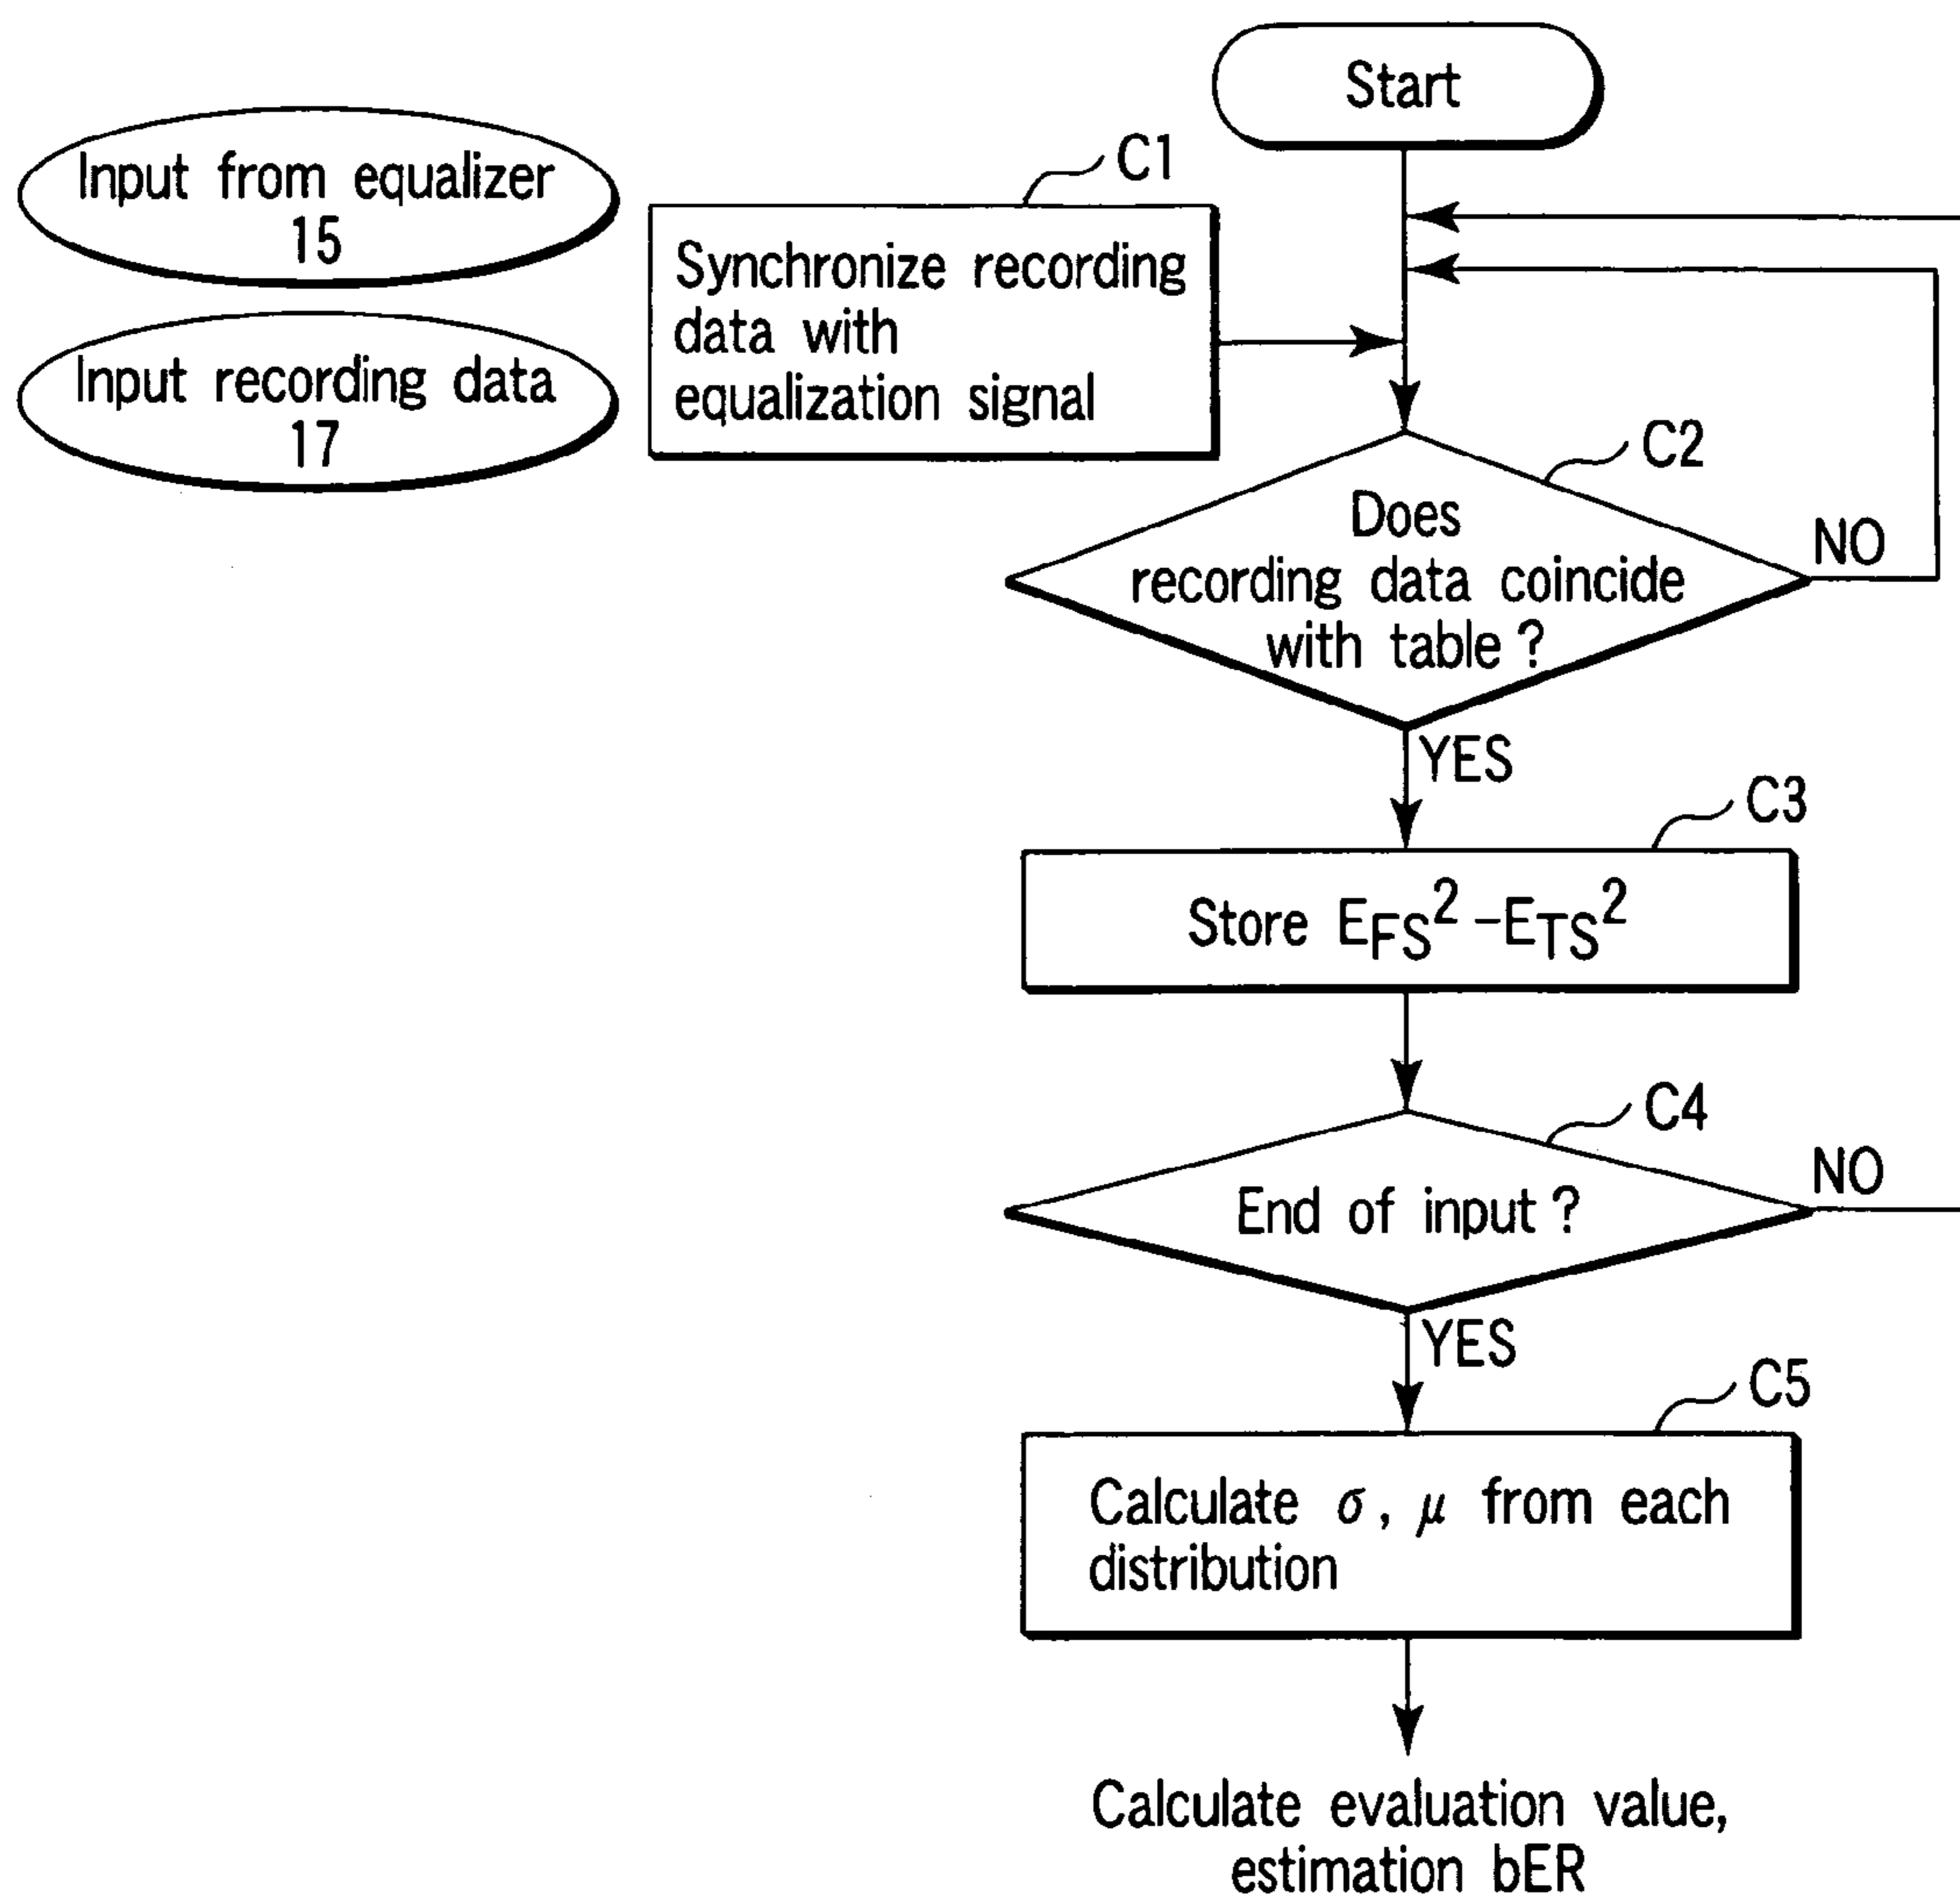 Start
Input from equalizer
15
Input recording data
17
C1
Synchronize recording
data with
equalization signal
C2
Does
recording data coincide
with table ?
NO
YES
C3
Store EFS² –ETS²
C4
End of input ?
NO
YES
C5
Calculate σ, μ from each
distribution
Calculate evaluation value,
estimation bER